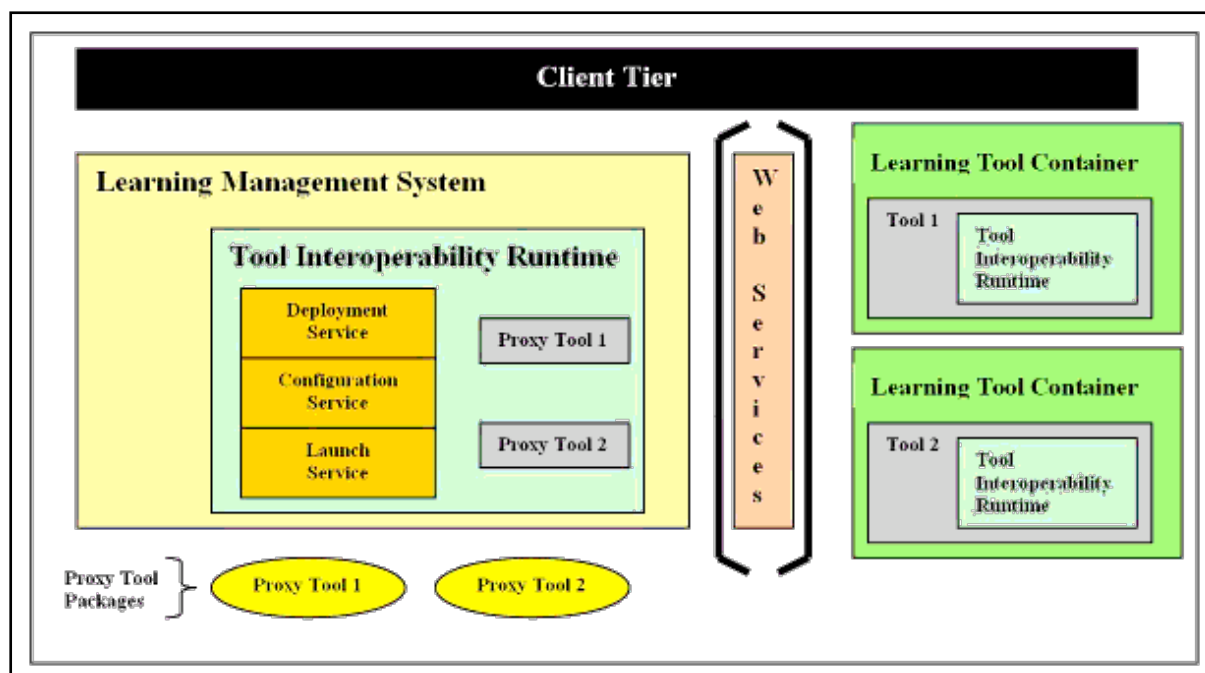 Client Tier
Learning Management System
Tool Interoperability Runtime
Deployment
Service
Configuration
Service
Launch
Service
Proxy Tool 1
Proxy Tool 2
Web Services
Learning Tool Container
Tool 1
Tool
Interoperability
Runtime
Learning Tool Container
Tool 2
Tool
Interoperability
Runtime
Proxy Tool
Packages
Proxy Tool 1
Proxy Tool 2